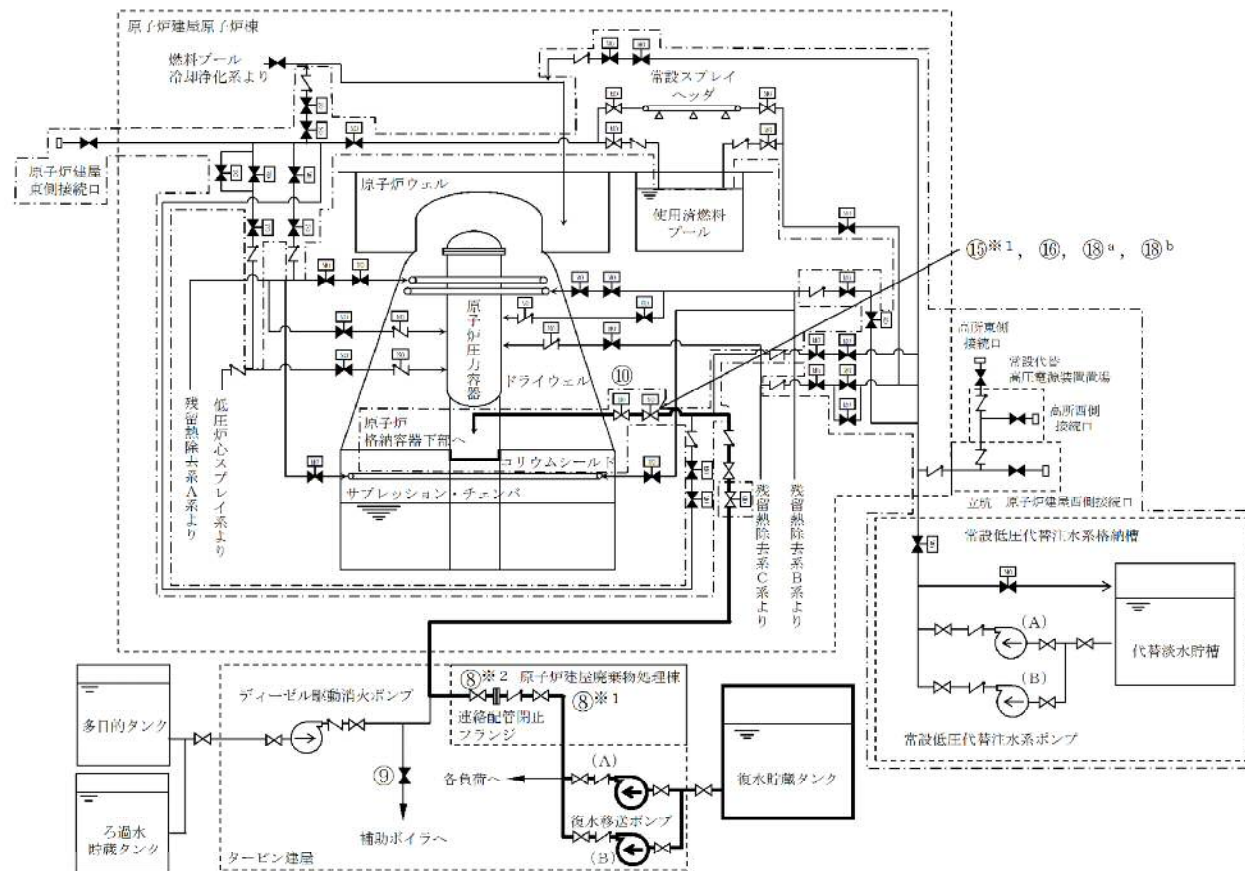 原子炉建屋原子炉棟
燃料プール
冷却浄化系より
常設スプレイ
ヘッダ
原子炉建屋
東側接続口
原子炉ウェル
使用済燃料
プール
⑮※1, ⑯, ⑱a, ⑱b
原子炉圧力容器
ドライウェル
⑩
高所東側
接続口
常設代替
高圧電源装置置場
高所西側
接続口
原子炉
格納容器下部へ
コリウムシールド
サプレッション・チェンバ
残留熱除去系A系より
低圧炉心スプレイ系より
残留熱除去系C系より
残留熱除去系B系より
立坑
原子炉建屋西側接続口
常設低圧代替注水系格納槽
(A)
(B)
代替淡水貯槽
常設低圧代替注水系ポンプ
ディーゼル駆動消火ポンプ
⑧※2
原子炉建屋廃棄物処理棟
⑧※1
連絡配管閉止
フランジ
多目的タンク
⑨
各負荷へ
(A)
復水貯蔵タンク
復水移送ポンプ
(B)
ろ過水
貯蔵タンク
補助ボイラへ
タービン建屋